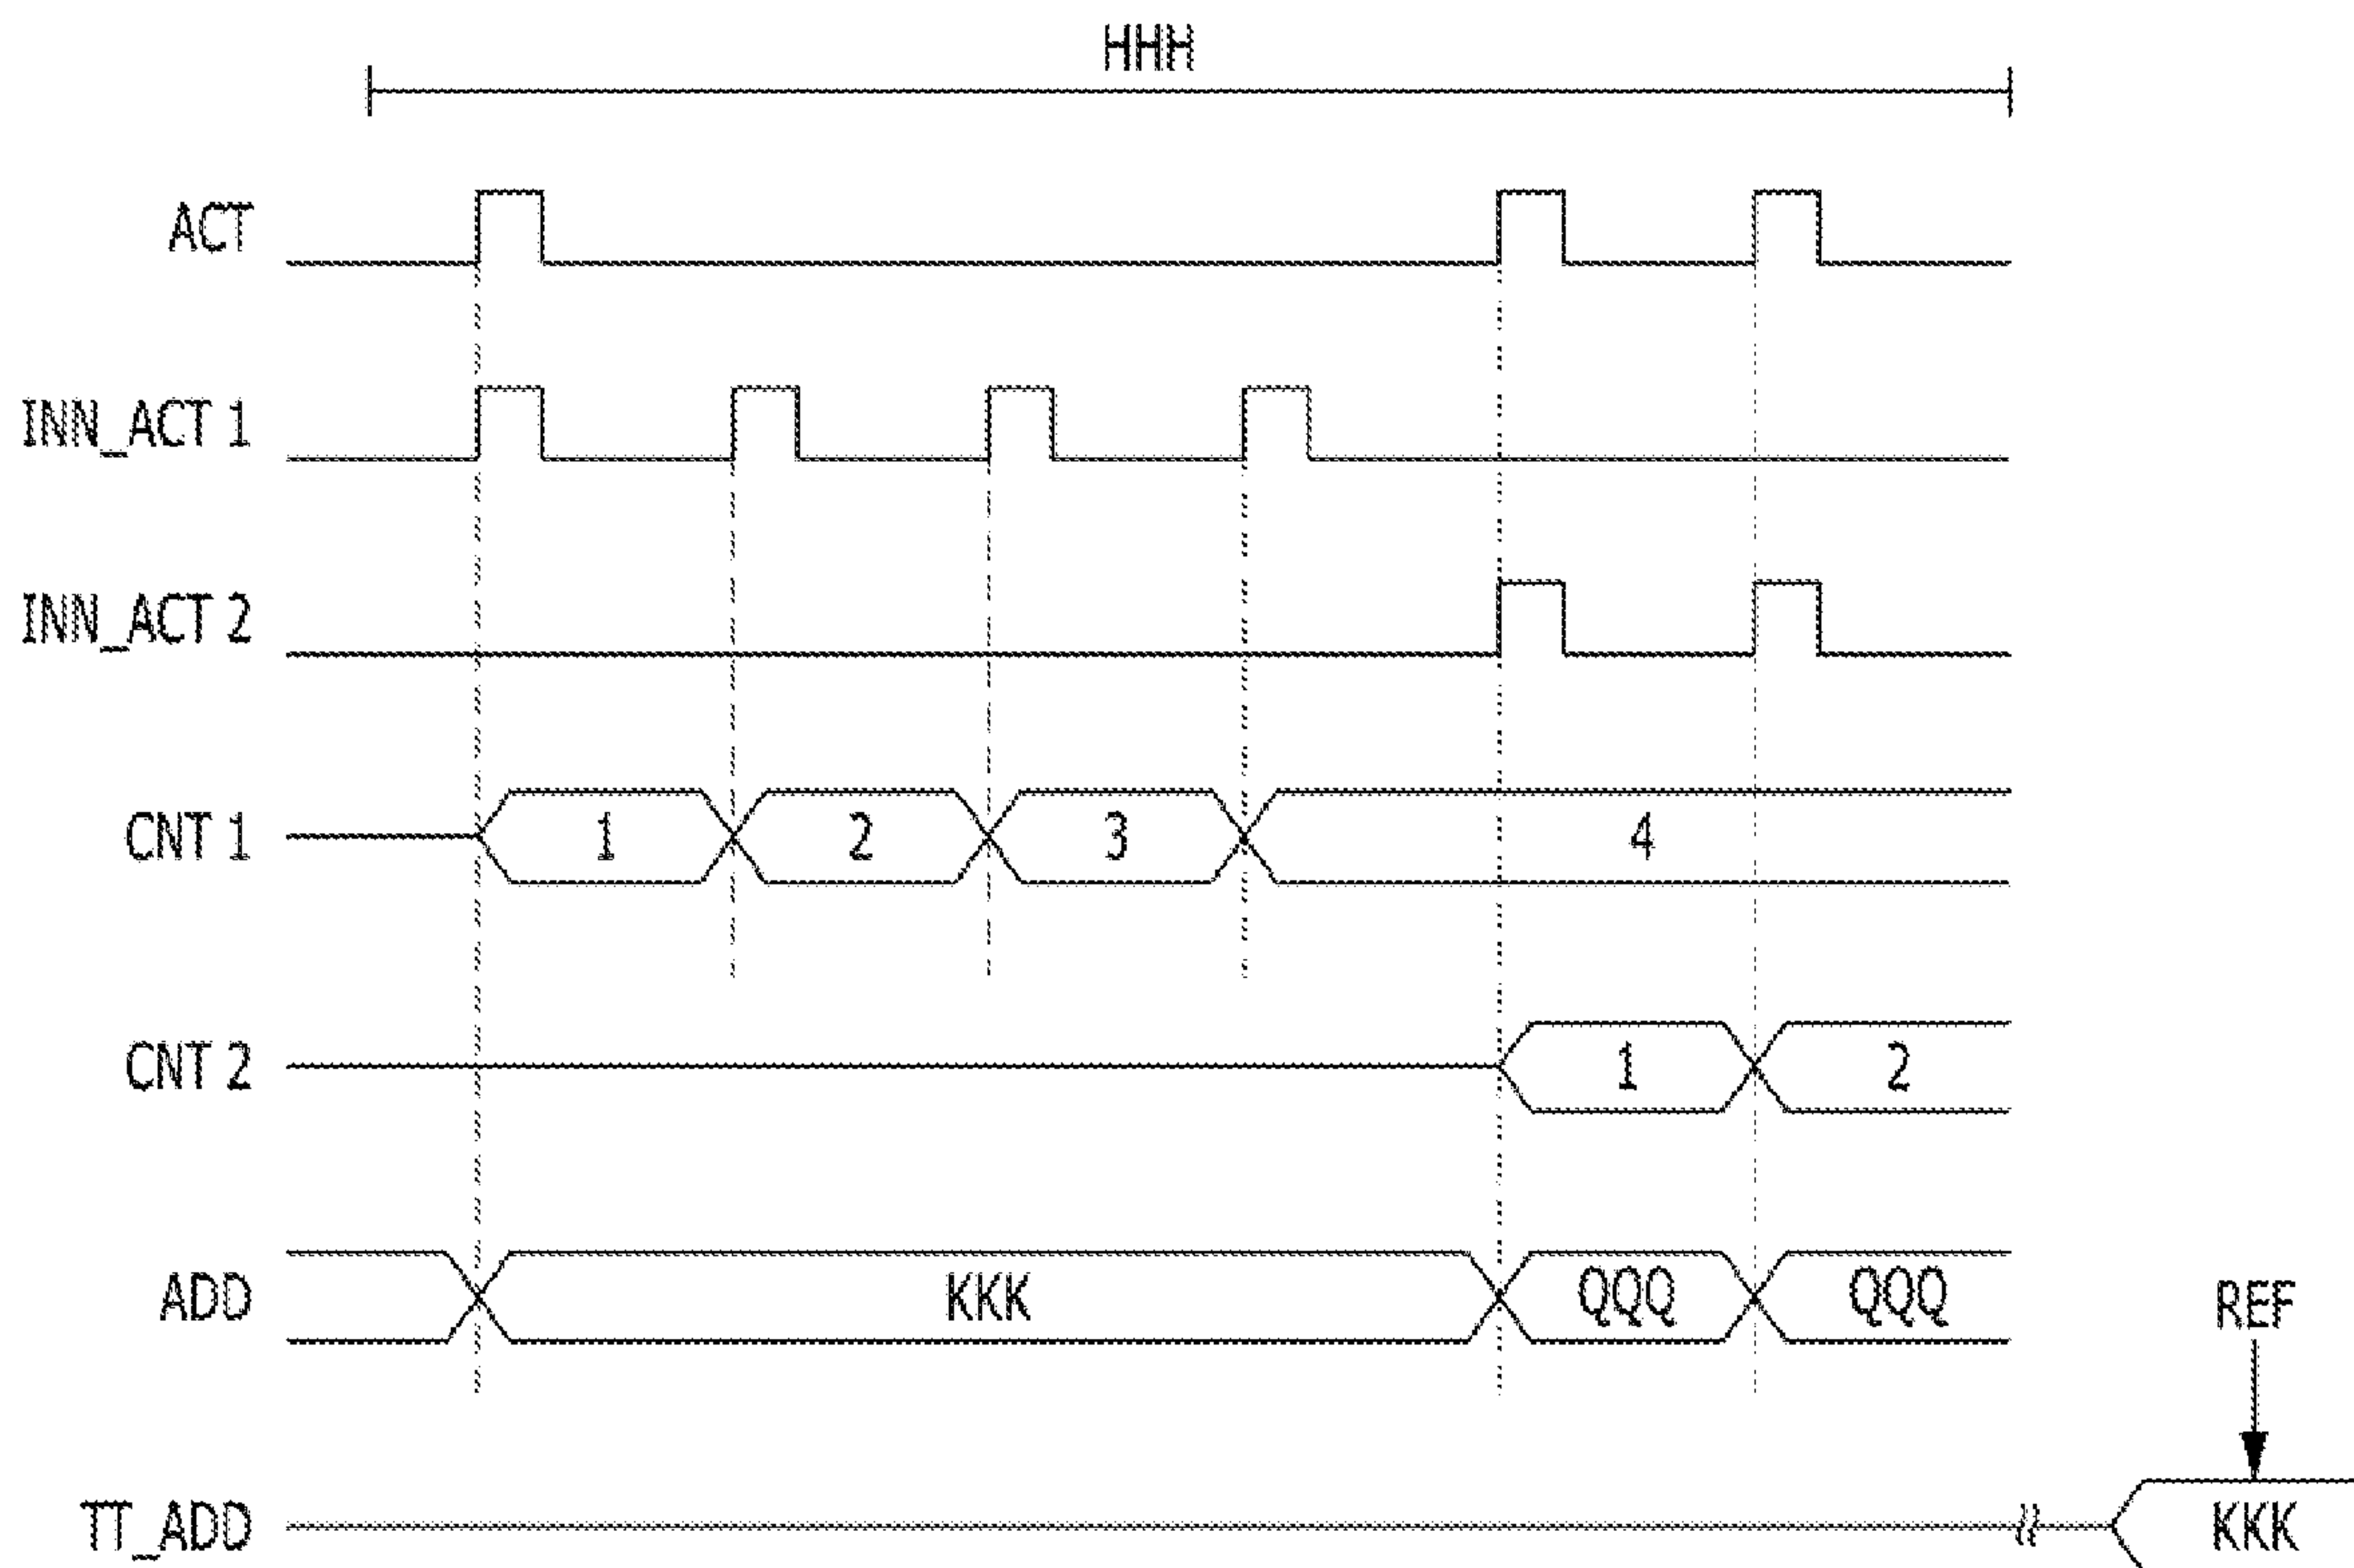 HHH
ACT
INN_ACT 1
INN_ACT 2
CNT 1 1 2 3 4
CNT 2 1 2
ADD KKK QQQ QQQ
REF
TT_ADD KKK